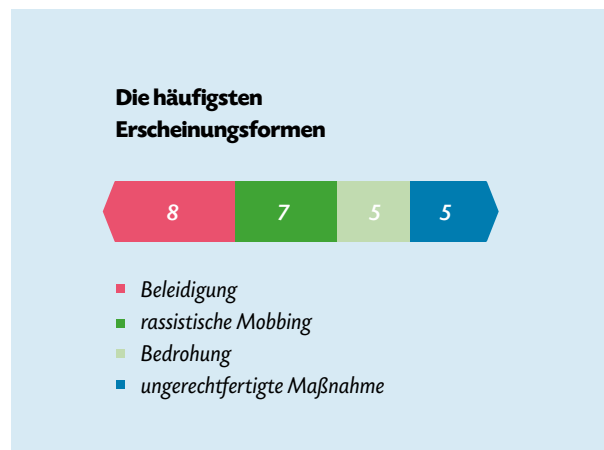 Die häufigsten
Erscheinungsformen
8 7 5 5
Beleidigung
rassistische Mobbing
Bedrohung
ungerechtfertigte Maßnahme